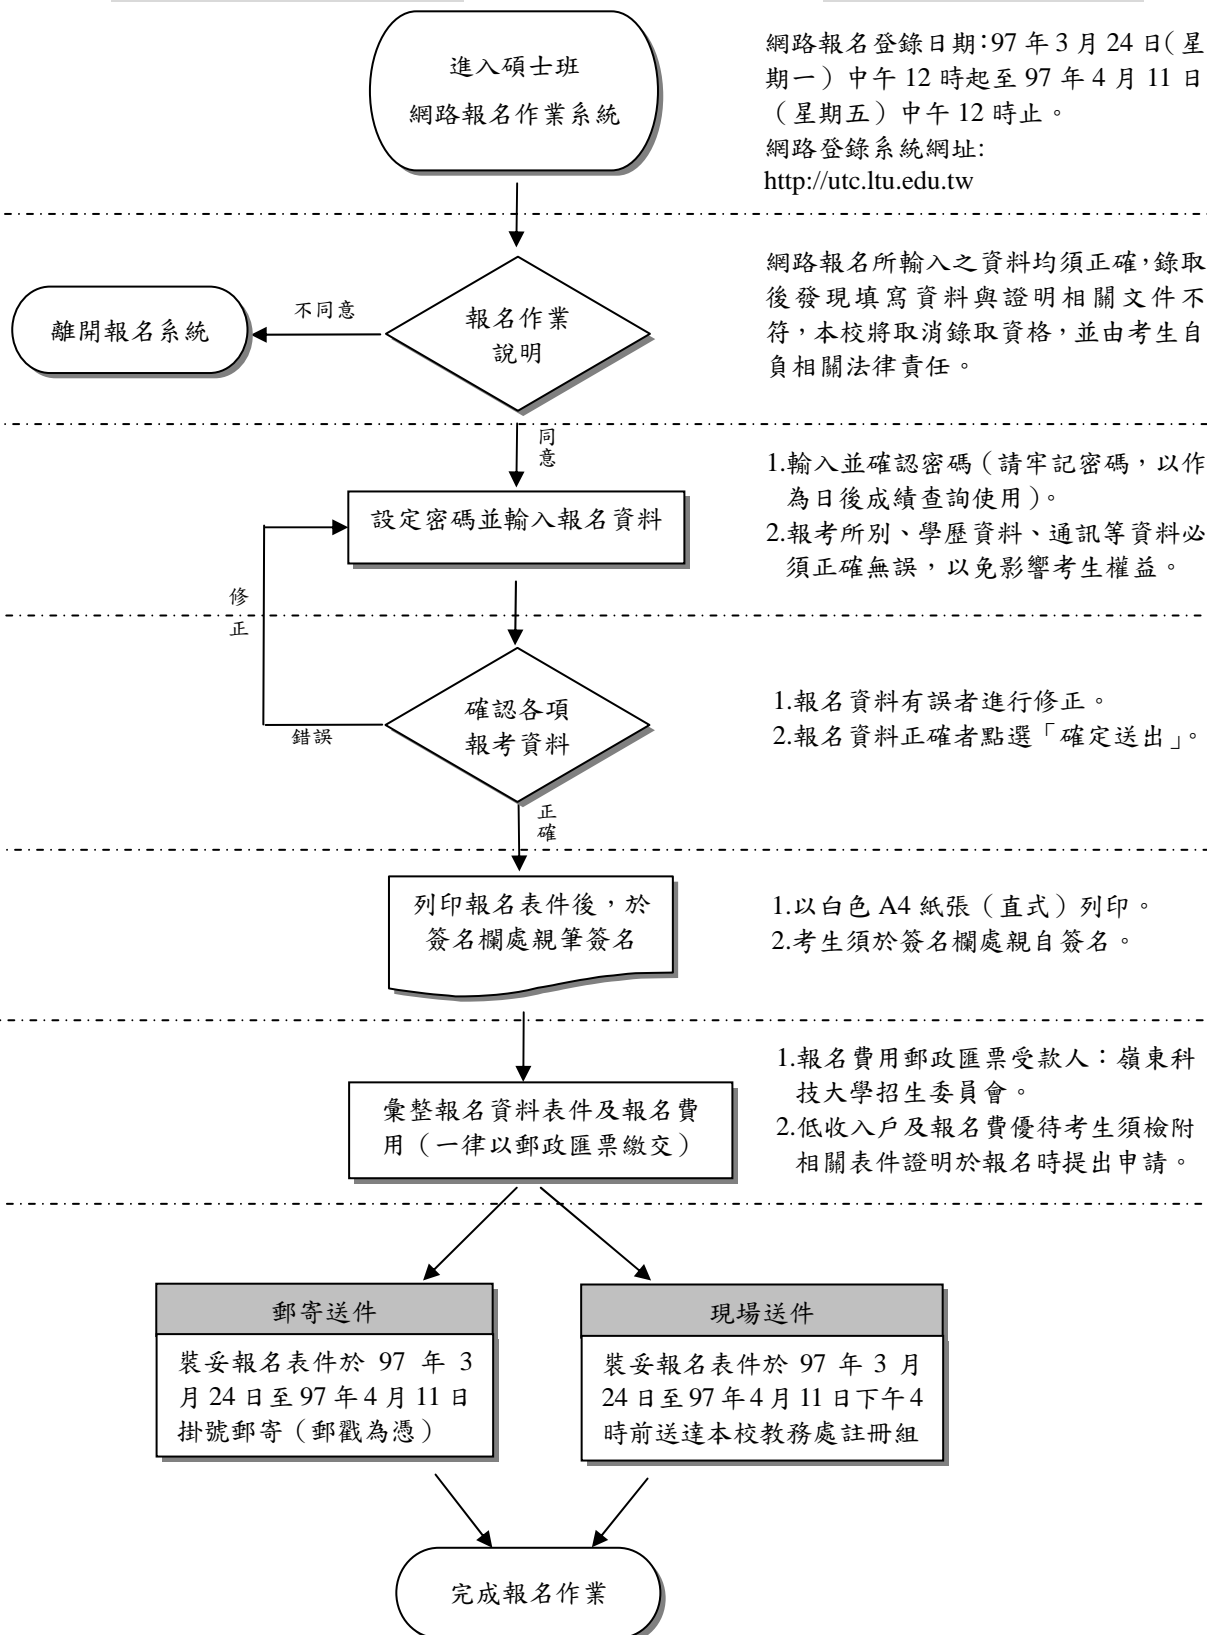 進入碩士班
網路報名作業系統
網路報名登錄日期：97 年 3 月 24 日（星
期一）中午 12 時起至 97 年 4 月 11 日
（星期五）中午 12 時止。
網路登錄系統網址:
http://utc.ltu.edu.tw
離開報名系統
不同意
報名作業
說明
網路報名所輸入之資料均須正確，錄取
後發現填寫資料與證明相關文件不
符，本校將取消錄取資格，並由考生自
負相關法律責任。
同
意
設定密碼並輸入報名資料
1.輸入並確認密碼（請牢記密碼，以作
為日後成績查詢使用）。
2.報考所別、學歷資料、通訊等資料必
須正確無誤，以免影響考生權益。
修
正
錯誤
確認各項
報考資料
1.報名資料有誤者進行修正。
2.報名資料正確者點選「確定送出」。
正
確
列印報名表件後，於
簽名欄處親筆簽名
1.以白色 A4 紙張（直式）列印。
2.考生須於簽名欄處親自簽名。
彙整報名資料表件及報名費
用（一律以郵政匯票繳交）
1.報名費用郵政匯票受款人：嶺東科
技大學招生委員會。
2.低收入戶及報名費優待考生須檢附
相關表件證明於報名時提出申請。
郵寄送件
裝妥報名表件於 97 年 3
月 24 日至 97 年 4 月 11 日
掛號郵寄（郵戳為憑）
現場送件
裝妥報名表件於 97 年 3 月
24 日至 97 年 4 月 11 日下午 4
時前送達本校教務處註冊組
完成報名作業